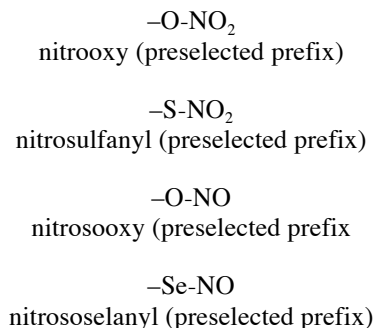 –O-NO₂
nitrooxy (preselected prefix)
–S-NO₂
nitrosulfanyl (preselected prefix)
–O-NO
nitrosooxy (preselected prefix
–Se-NO
nitrososelanyl (preselected prefix)